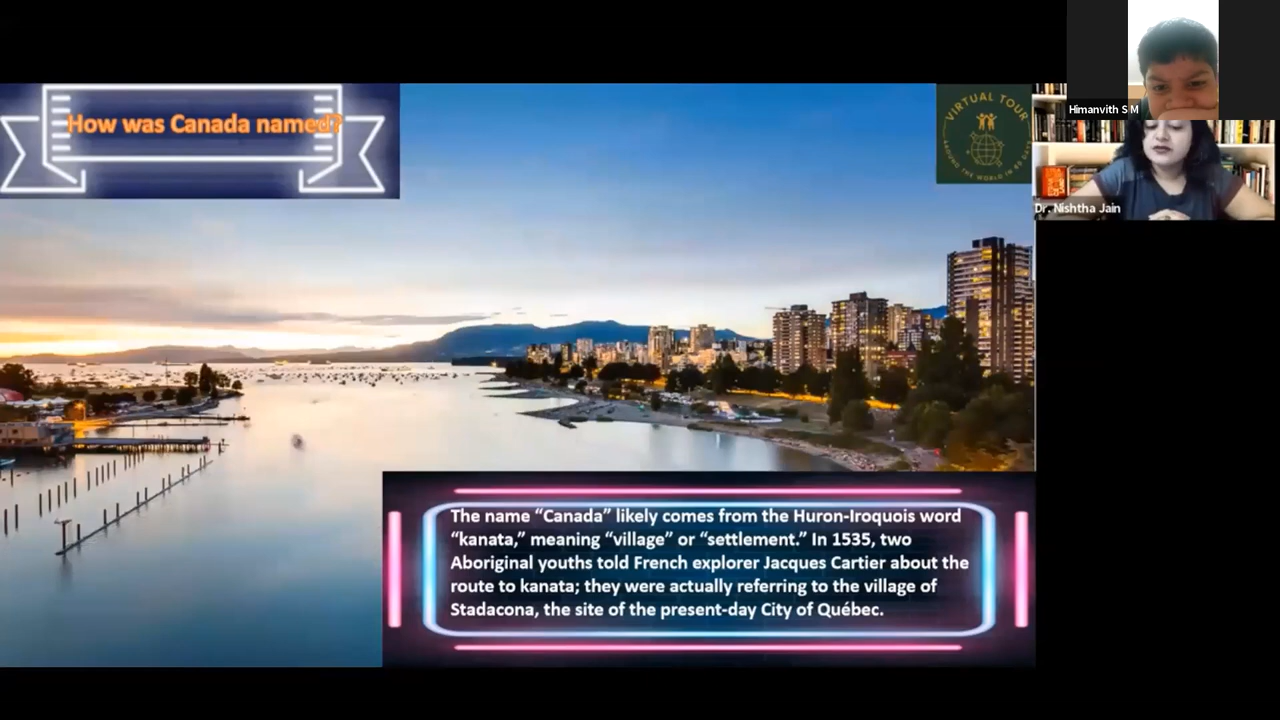 How was Canada named?
VIRTUAL TOUR
AROUND THE WORLD IN 80 DAYS
Himanvith S M
Dr. Nishtha Jain
The name “Canada” likely comes from the Huron-Iroquois word
“kanata,” meaning “village” or “settlement.” In 1535, two
Aboriginal youths told French explorer Jacques Cartier about the
route to kanata; they were actually referring to the village of
Stadacona, the site of the present-day City of Québec.